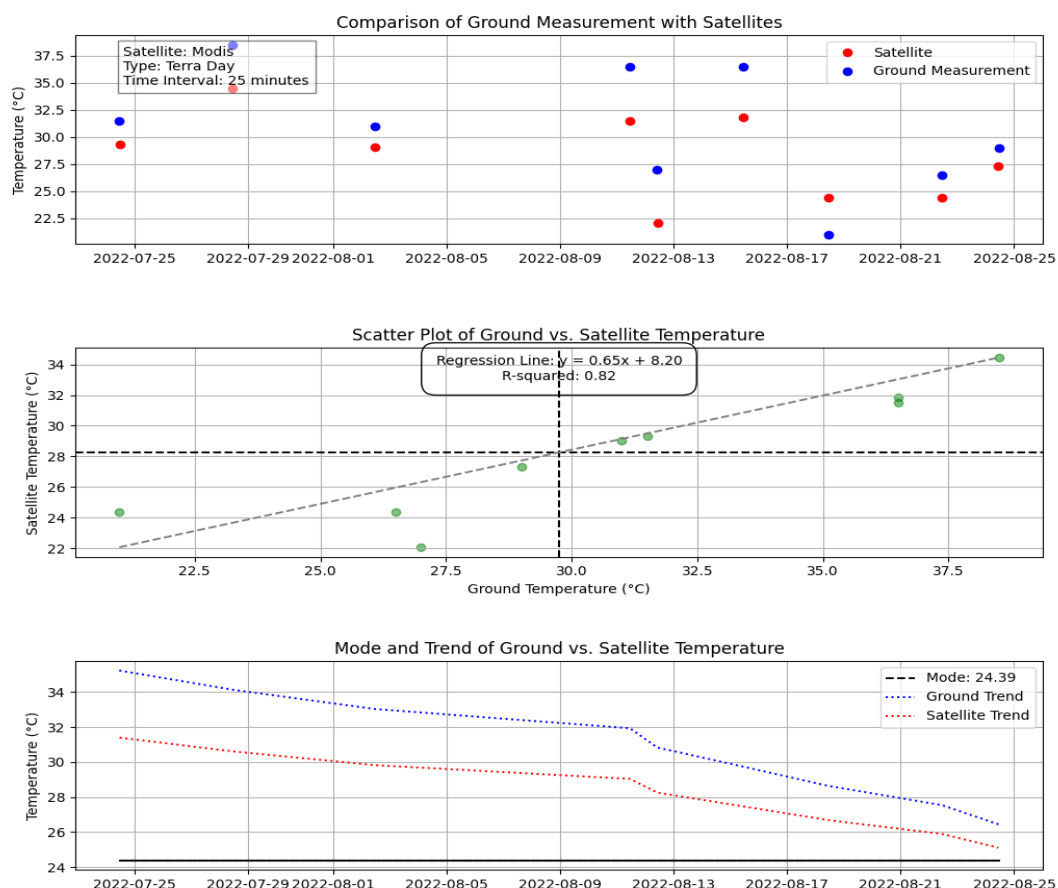 Comparison of Ground Measurement with Satellites
Temperature (°C)
37.5
35.0
32.5
30.0
27.5
25.0
22.5
Satellite: Modis
Type: Terra Day
Time Interval: 25 minutes
Satellite
Ground Measurement
2022-07-25 2022-07-29 2022-08-01 2022-08-05 2022-08-09 2022-08-13 2022-08-17 2022-08-21 2022-08-25
Scatter Plot of Ground vs. Satellite Temperature
Satellite Temperature (°C)
34
32
30
28
26
24
22
Regression Line: y = 0.65x + 8.20
R-squared: 0.82
22.5 25.0 27.5 30.0 32.5 35.0 37.5
Ground Temperature (°C)
Mode and Trend of Ground vs. Satellite Temperature
Temperature (°C)
34
32
30
28
26
24
Mode: 24.39
Ground Trend
Satellite Trend
2022-07-25 2022-07-29 2022-08-01 2022-08-05 2022-08-09 2022-08-13 2022-08-17 2022-08-21 2022-08-25